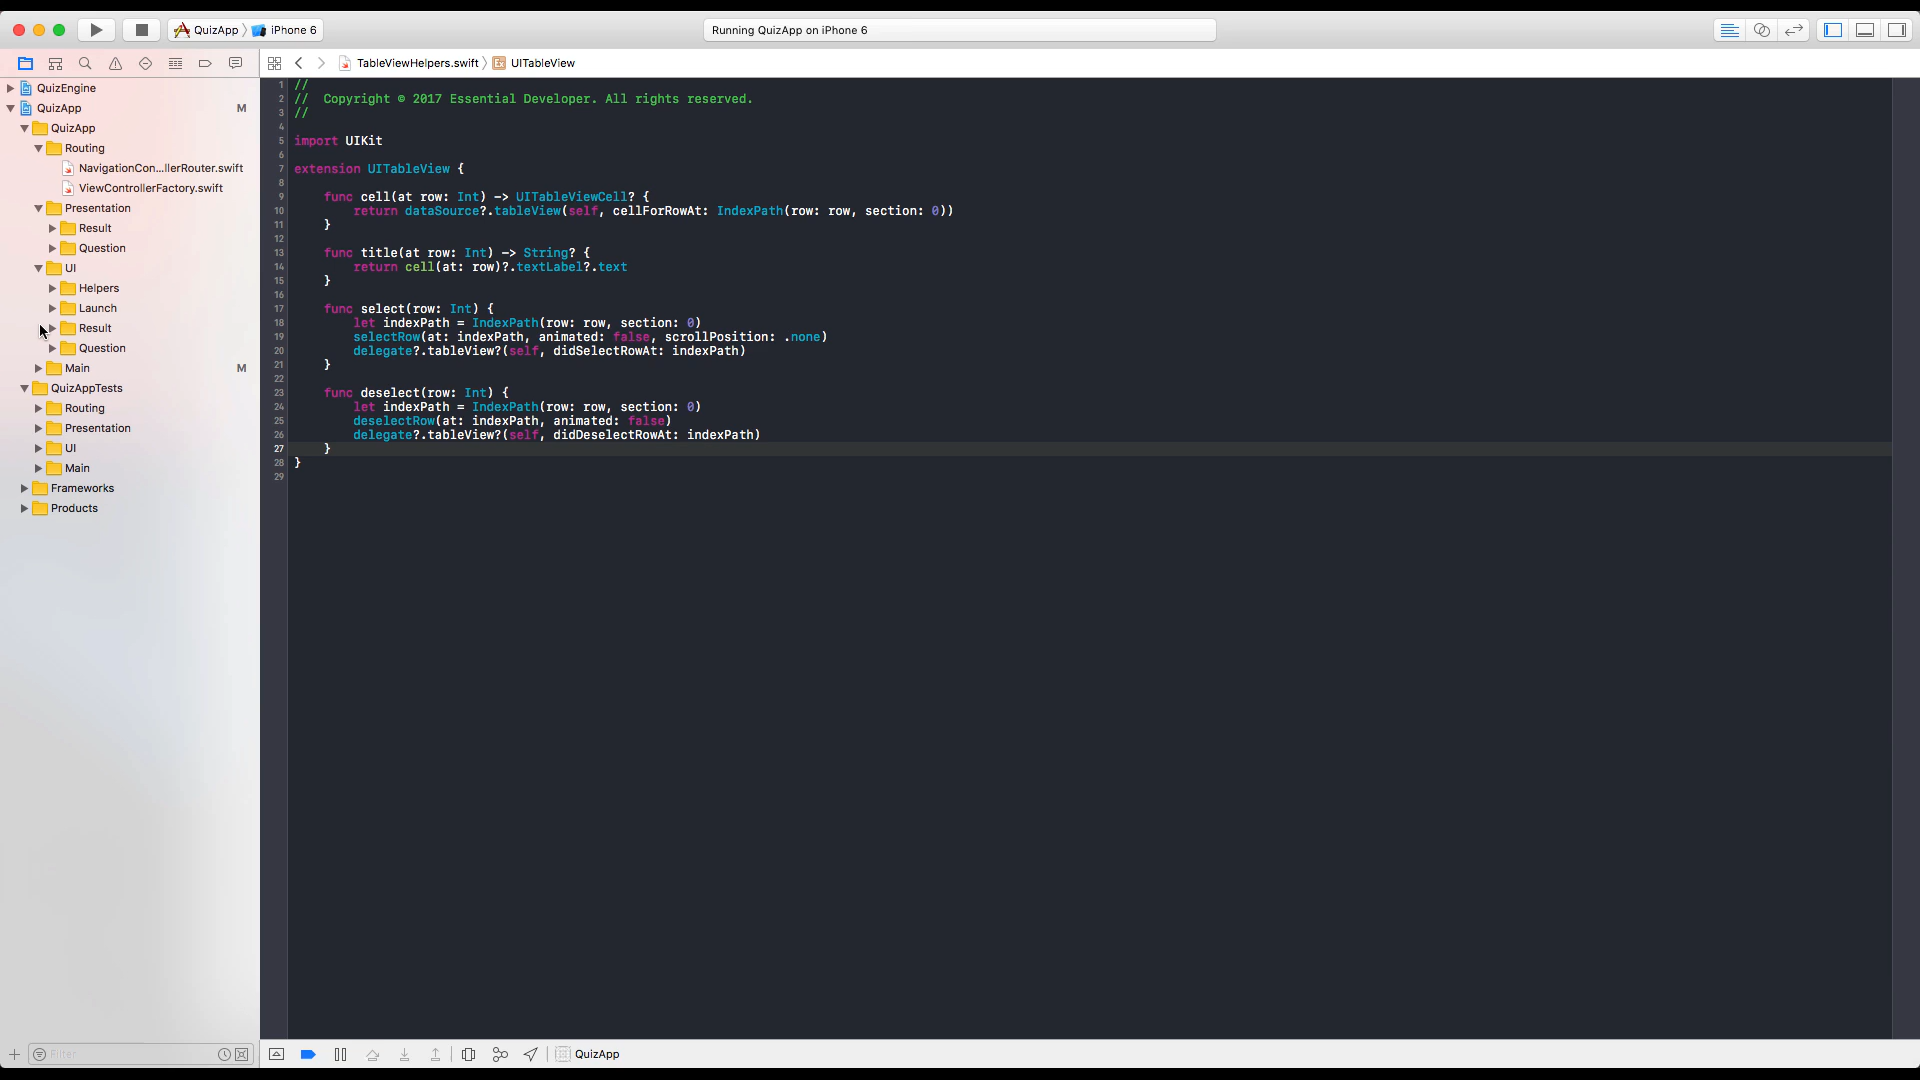 QuizApp 〉 iPhone 6
Running QuizApp on iPhone 6
TableViewHelpers.swift 〉 UITableView
QuizEngine
QuizApp M
QuizApp
Routing
NavigationCon...llerRouter.swift
ViewControllerFactory.swift
Presentation
Result
Question
UI
Helpers
Launch
Result
Question
Main M
QuizAppTests
Routing
Presentation
UI
Main
Frameworks
Products
1 //
2 //  Copyright © 2017 Essential Developer. All rights reserved.
3 //
4
5 import UIKit
6
7 extension UITableView {
8
9     func cell(at row: Int) -> UITableViewCell? {
10         return dataSource?.tableView(self, cellForRowAt: IndexPath(row: row, section: 0))
11     }
12
13     func title(at row: Int) -> String? {
14         return cell(at: row)?.textLabel?.text
15     }
16
17     func select(row: Int) {
18         let indexPath = IndexPath(row: row, section: 0)
19         selectRow(at: indexPath, animated: false, scrollPosition: .none)
20         delegate?.tableView?(self, didSelectRowAt: indexPath)
21     }
22
23     func deselect(row: Int) {
24         let indexPath = IndexPath(row: row, section: 0)
25         deselectRow(at: indexPath, animated: false)
26         delegate?.tableView?(self, didDeselectRowAt: indexPath)
27     }
28 }
29
Filter
QuizApp